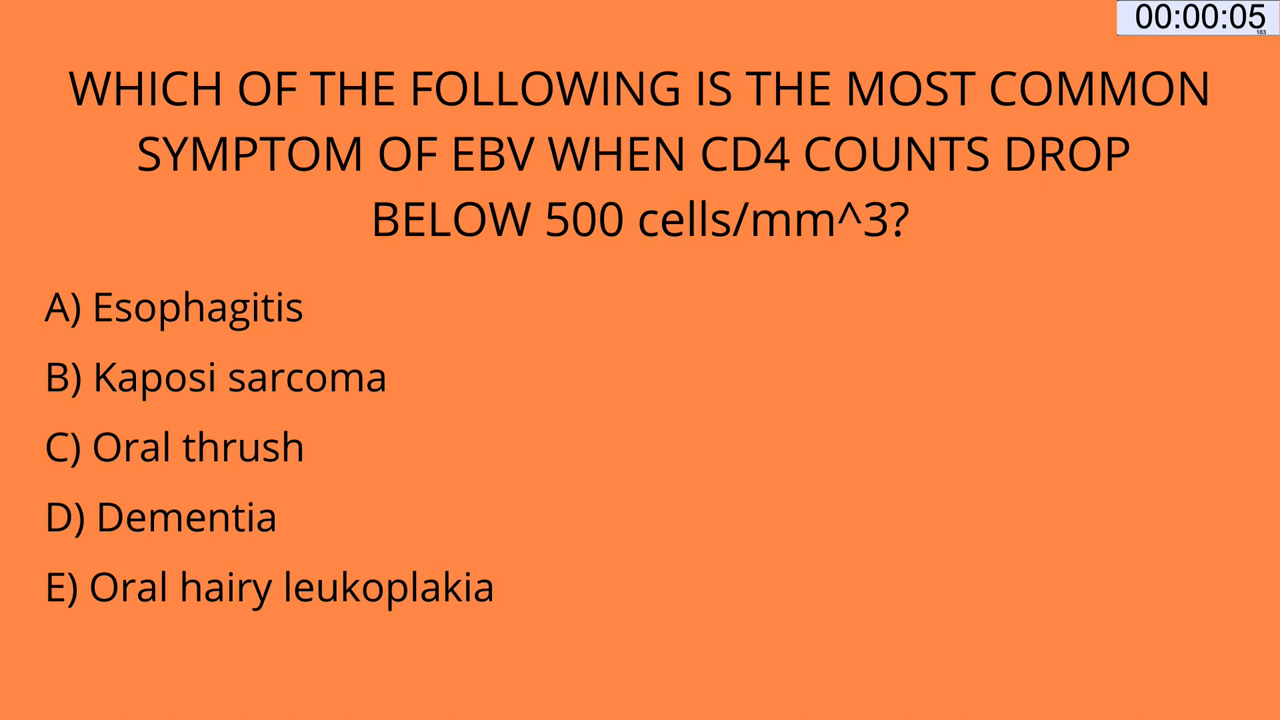 00:00:05
163
WHICH OF THE FOLLOWING IS THE MOST COMMON
SYMPTOM OF EBV WHEN CD4 COUNTS DROP
BELOW 500 cells/mm^3?
A) Esophagitis
B) Kaposi sarcoma
C) Oral thrush
D) Dementia
E) Oral hairy leukoplakia